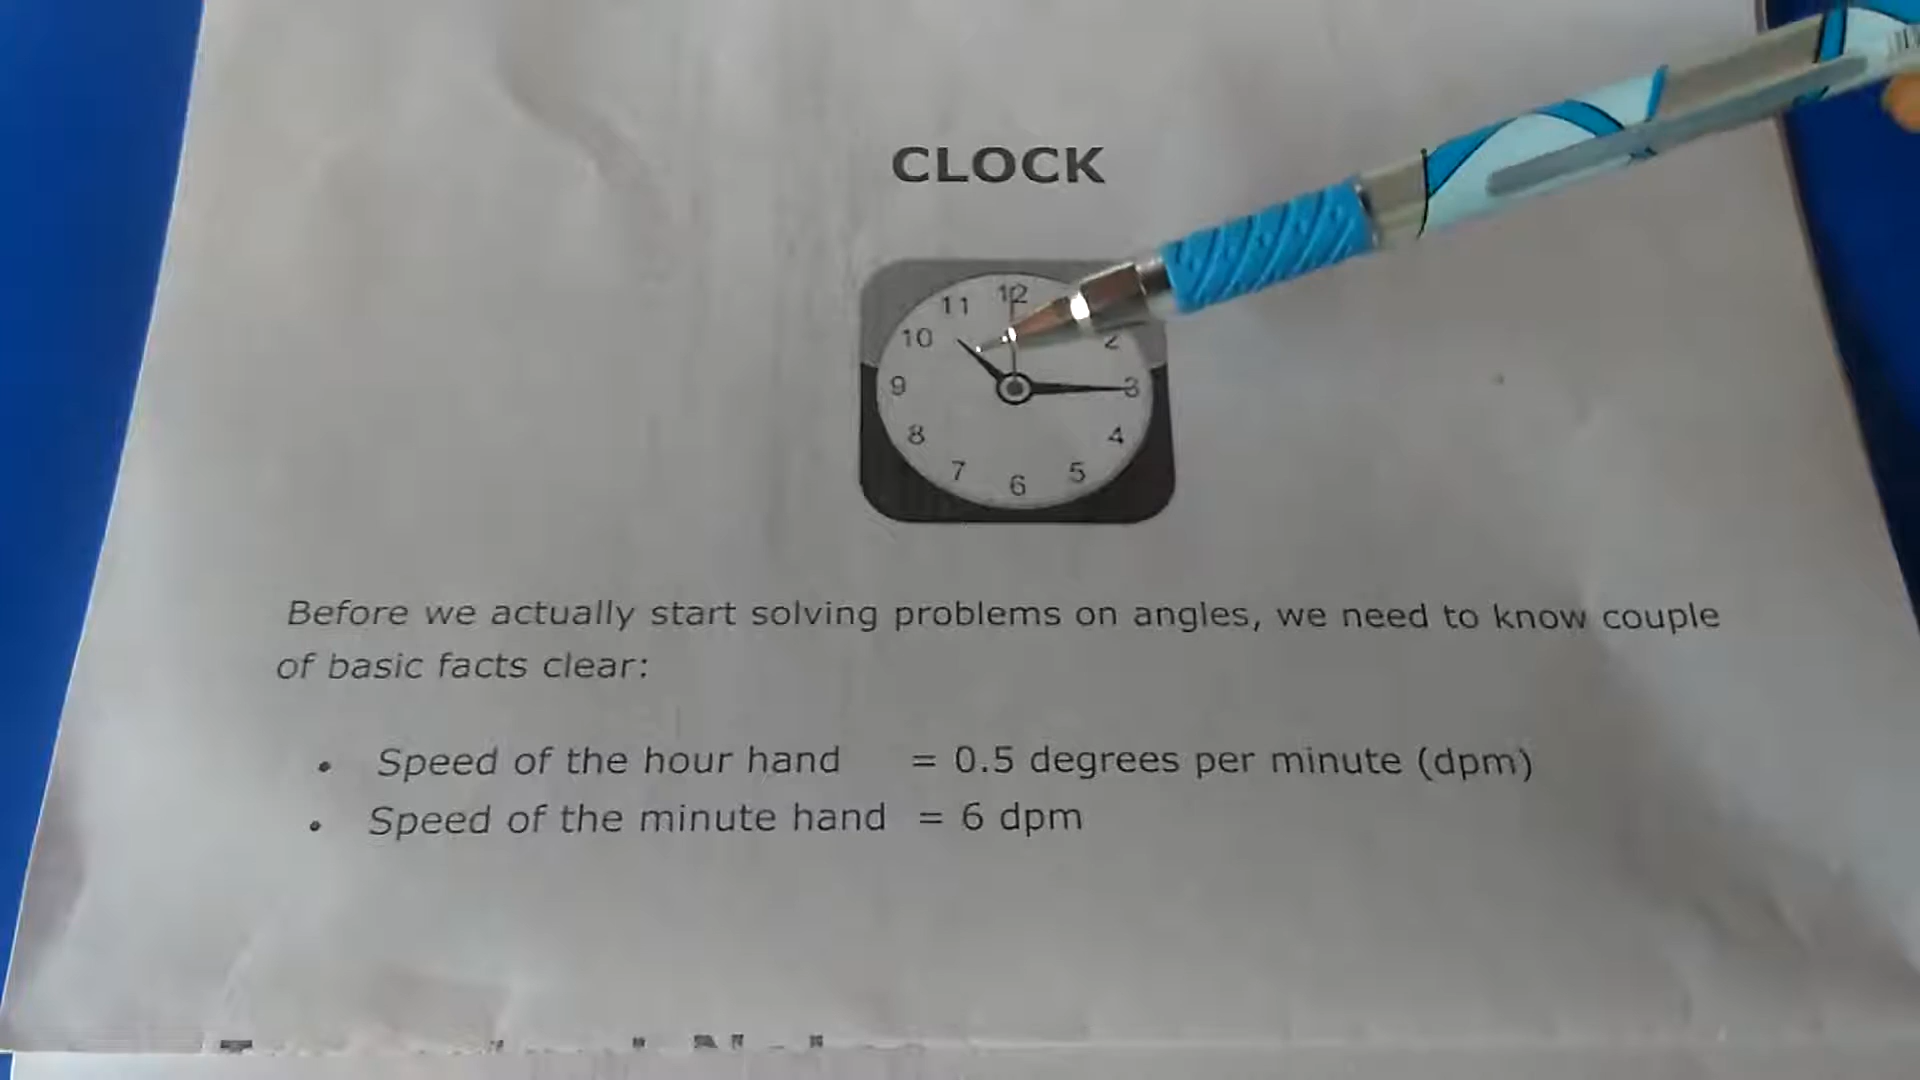 CLOCK
12
11
10
2
9
3
8
4
7
5
6
Before we actually start solving problems on angles, we need to know couple
of basic facts clear:
• Speed of the hour hand = 0.5 degrees per minute (dpm)
• Speed of the minute hand = 6 dpm